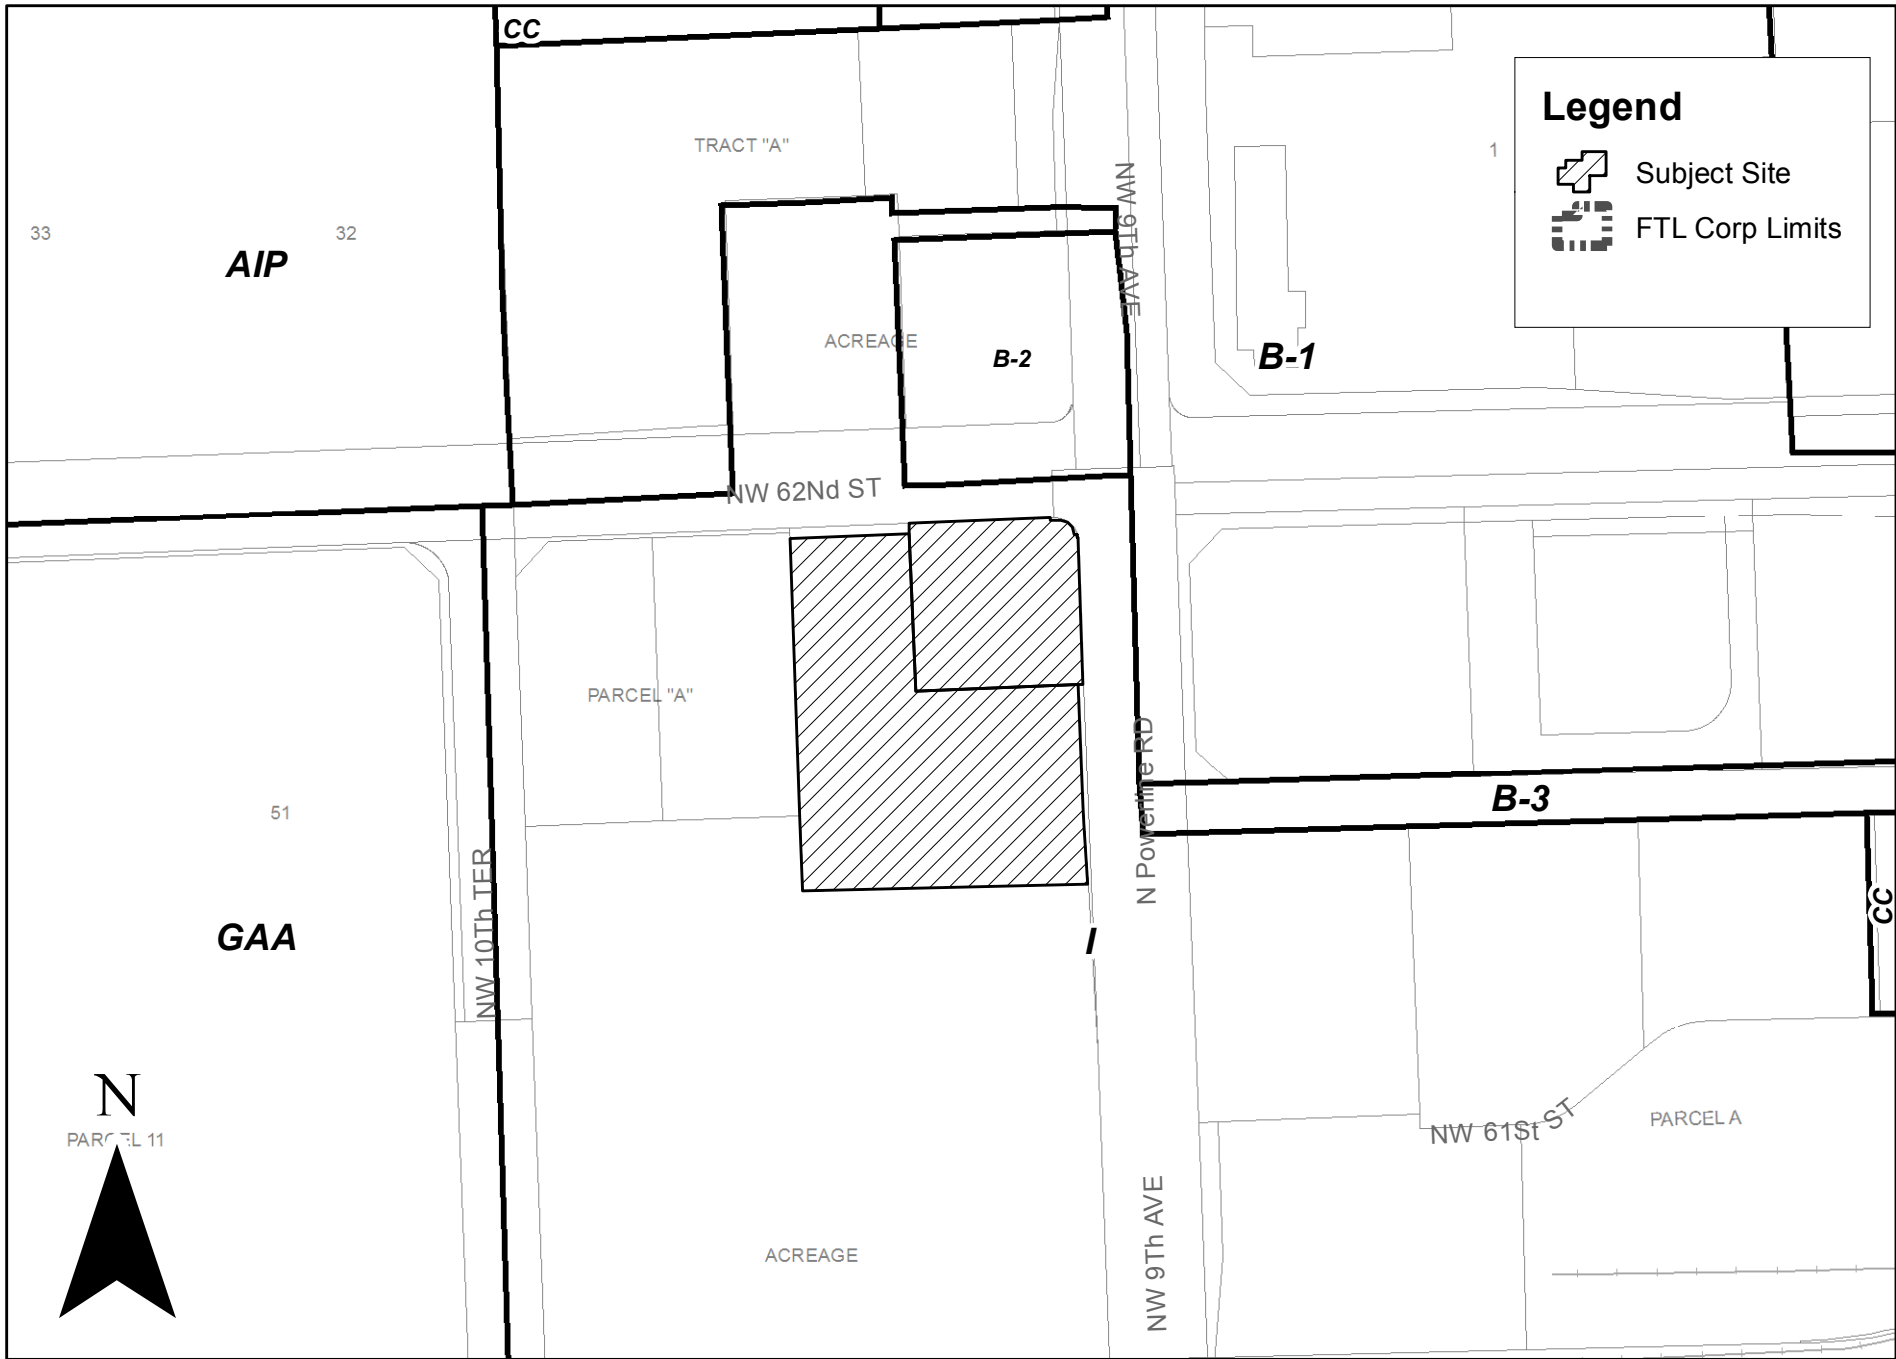 CC
Legend
Subject Site
FTL Corp Limits
TRACT "A"
1
NW 9Th AVE
33
32
AIP
ACREAGE
B-2
B-1
NW 62Nd ST
PARCEL "A"
N Powerline RD
B-3
51
NW 10Th TER
CC
GAA
I
N
PARCEL 11
NW 61St ST
PARCEL A
NW 9Th AVE
ACREAGE